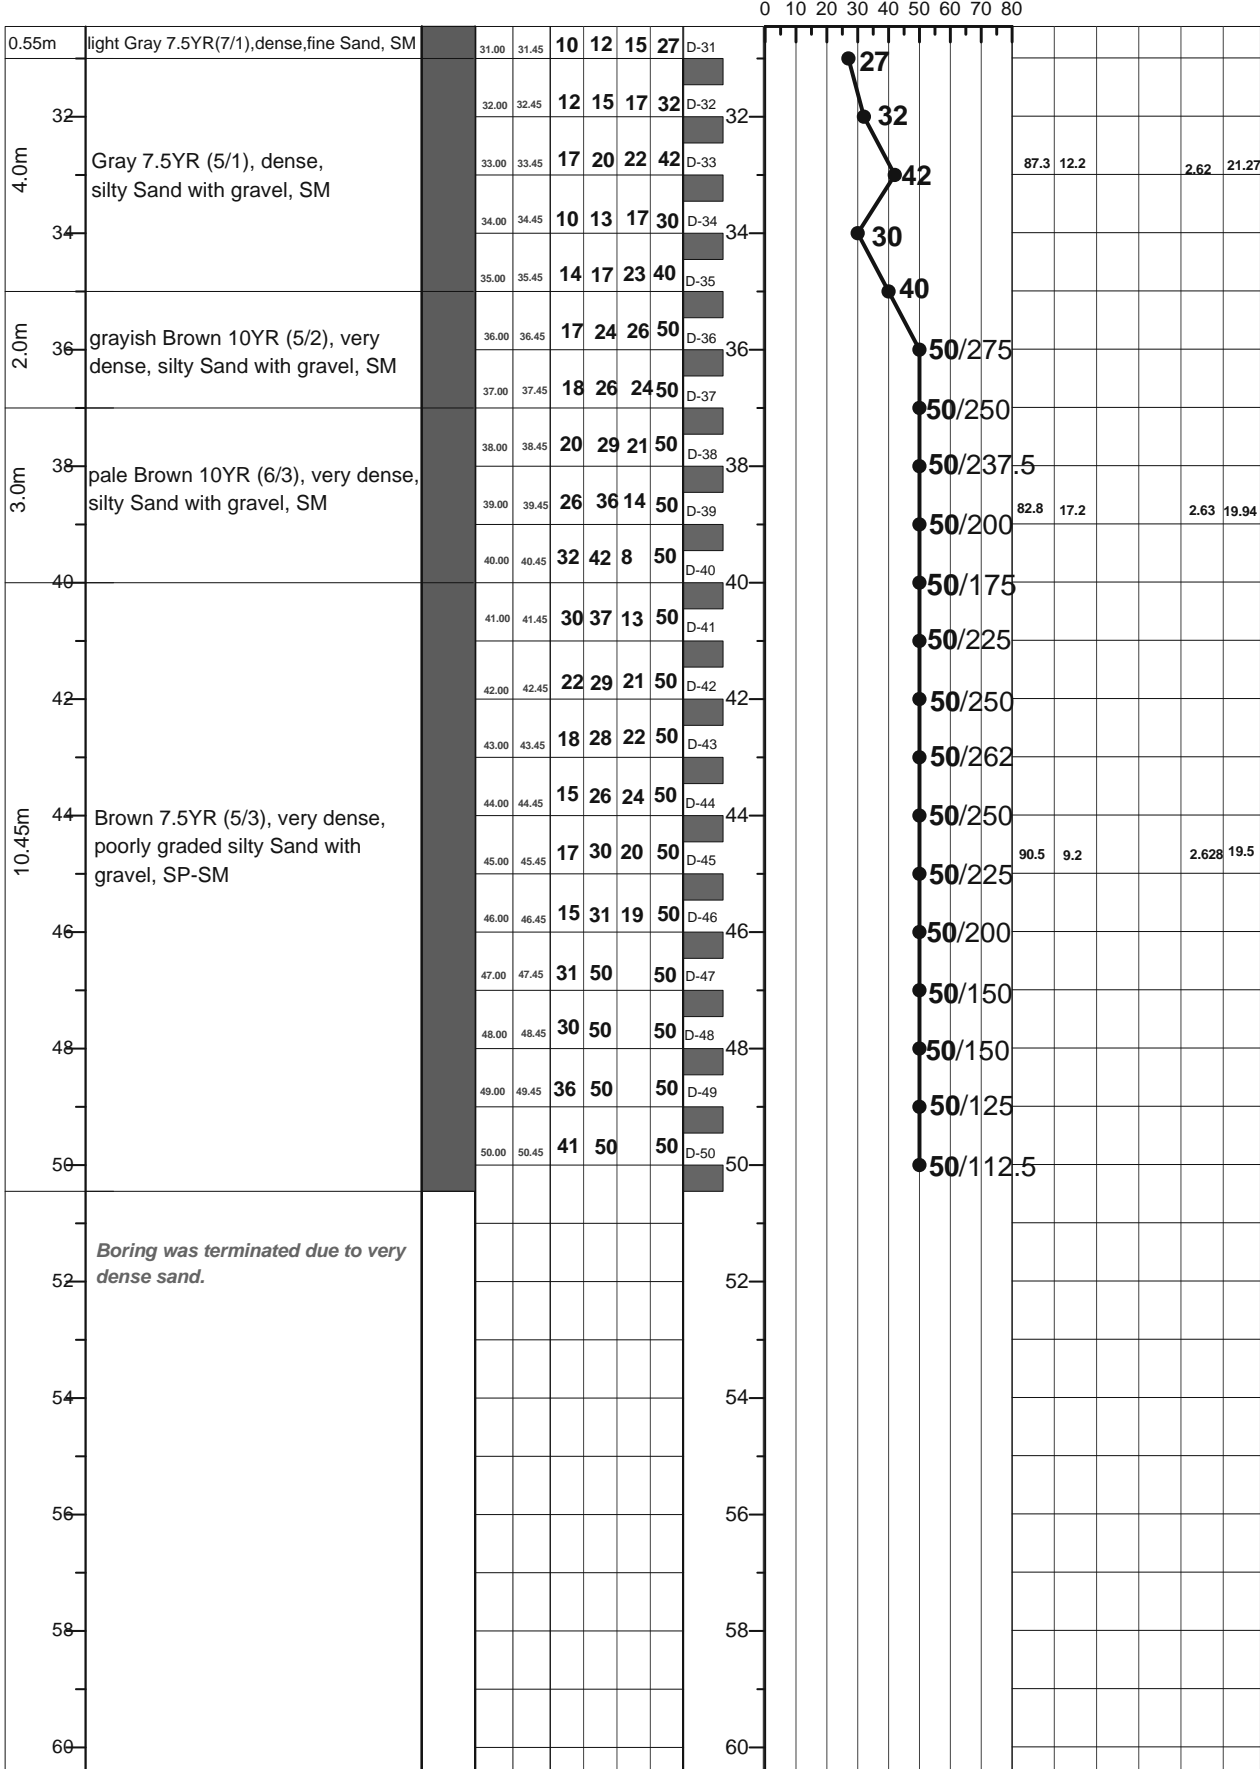 0 10 20 30 40 50 60 70 80
0.55m light Gray 7.5YR(7/1),dense,fine Sand, SM 31.00 31.45 10 12 15 27 D-31
27
32 32.00 32.45 12 15 17 32 D-32 32 32
4.0m Gray 7.5YR (5/1), dense,
silty Sand with gravel, SM
33.00 33.45 17 20 22 42 D-33 42 87.3 12.2 2.62 21.27
34 34.00 34.45 10 13 17 30 D-34 34 30
35.00 35.45 14 17 23 40 D-35 40
2.0m grayish Brown 10YR (5/2), very
dense, silty Sand with gravel, SM
36 36.00 36.45 17 24 26 50 D-36 36 50/275
37.00 37.45 18 26 24 50 D-37 50/250
3.0m pale Brown 10YR (6/3), very dense,
silty Sand with gravel, SM
38 38.00 38.45 20 29 21 50 D-38 38 50/237.5
39.00 39.45 26 36 14 50 D-39 50/200 82.8 17.2 2.63 19.94
40 40.00 40.45 32 42 8 50 D-40 40 50/175
41.00 41.45 30 37 13 50 D-41 50/225
42 42.00 42.45 22 29 21 50 D-42 42 50/250
43.00 43.45 18 28 22 50 D-43 50/262
44 44.00 44.45 15 26 24 50 D-44 44 50/250
10.45m Brown 7.5YR (5/3), very dense,
poorly graded silty Sand with
gravel, SP-SM
45.00 45.45 17 30 20 50 D-45 50/225 90.5 9.2 2.628 19.5
46 46.00 46.45 15 31 19 50 D-46 46 50/200
47.00 47.45 31 50 50 D-47 50/150
48 48.00 48.45 30 50 50 D-48 48 50/150
49.00 49.45 36 50 50 D-49 50/125
50 50.00 50.45 41 50 50 D-50 50 50/112.5
Boring was terminated due to very
dense sand.
52 52
54 54
56 56
58 58
60 60